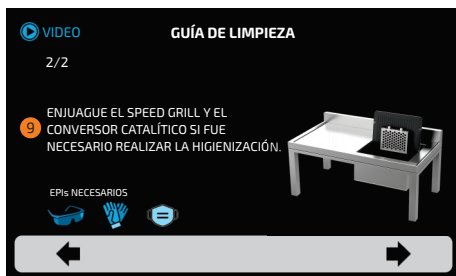 VIDEO
GUÍA DE LIMPIEZA
2/2
9
ENJUAGUE EL SPEED GRILL Y EL
CONVERSOR CATALÍTICO SI FUE
NECESARIO REALIZAR LA HIGIENIZACIÓN.
EPIs NECESARIOS